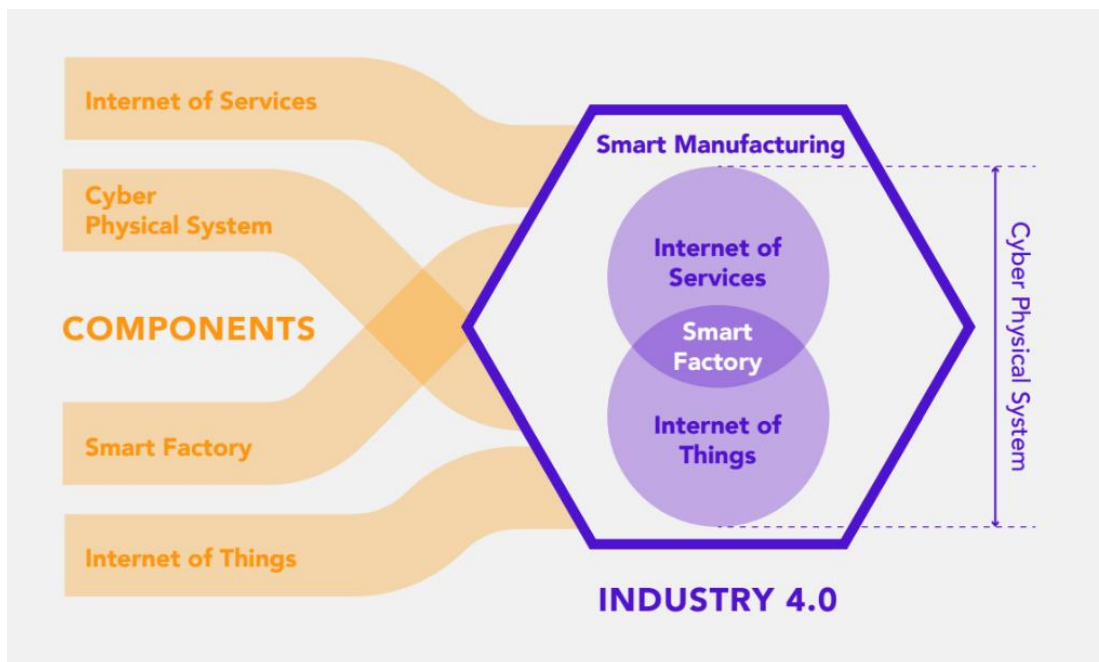 Internet of Services
Cyber
Physical System
COMPONENTS
Smart Factory
Internet of Things
Smart Manufacturing
Internet of
Services
Smart
Factory
Internet of
Things
Cyber Physical System
INDUSTRY 4.0